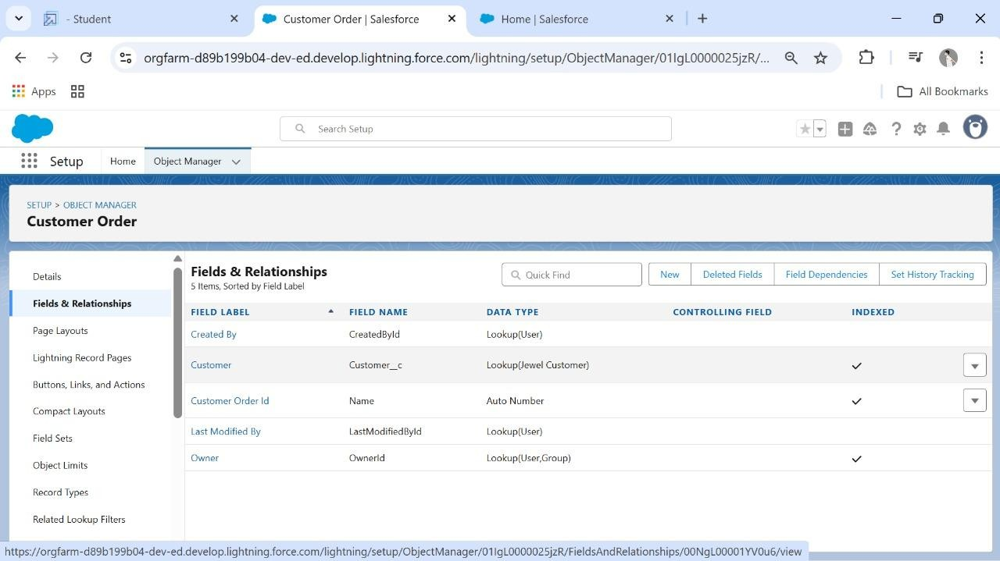 - Student
Customer Order | Salesforce
Home | Salesforce
orgfarm-d89b199b04-dev-ed.develop.lightning.force.com/lightning/setup/ObjectManager/01IgL0000025jzR/...
Apps
All Bookmarks
Search Setup
Setup
Home
Object Manager
SETUP > OBJECT MANAGER
Customer Order
Details
Fields & Relationships
Page Layouts
Lightning Record Pages
Buttons, Links, and Actions
Compact Layouts
Field Sets
Object Limits
Record Types
Related Lookup Filters
Fields & Relationships
5 Items, Sorted by Field Label
Quick Find
New
Deleted Fields
Field Dependencies
Set History Tracking
FIELD LABEL FIELD NAME DATA TYPE CONTROLLING FIELD INDEXED
Created By CreatedById Lookup(User)
Customer Customer__c Lookup(Jewel Customer)
Customer Order Id Name Auto Number
Last Modified By LastModifiedById Lookup(User)
Owner OwnerId Lookup(User,Group)
https://orgfarm-d89b199b04-dev-ed.develop.lightning.force.com/lightning/setup/ObjectManager/01IgL0000025jzR/FieldsAndRelationships/00NgL00001YV0u6/view